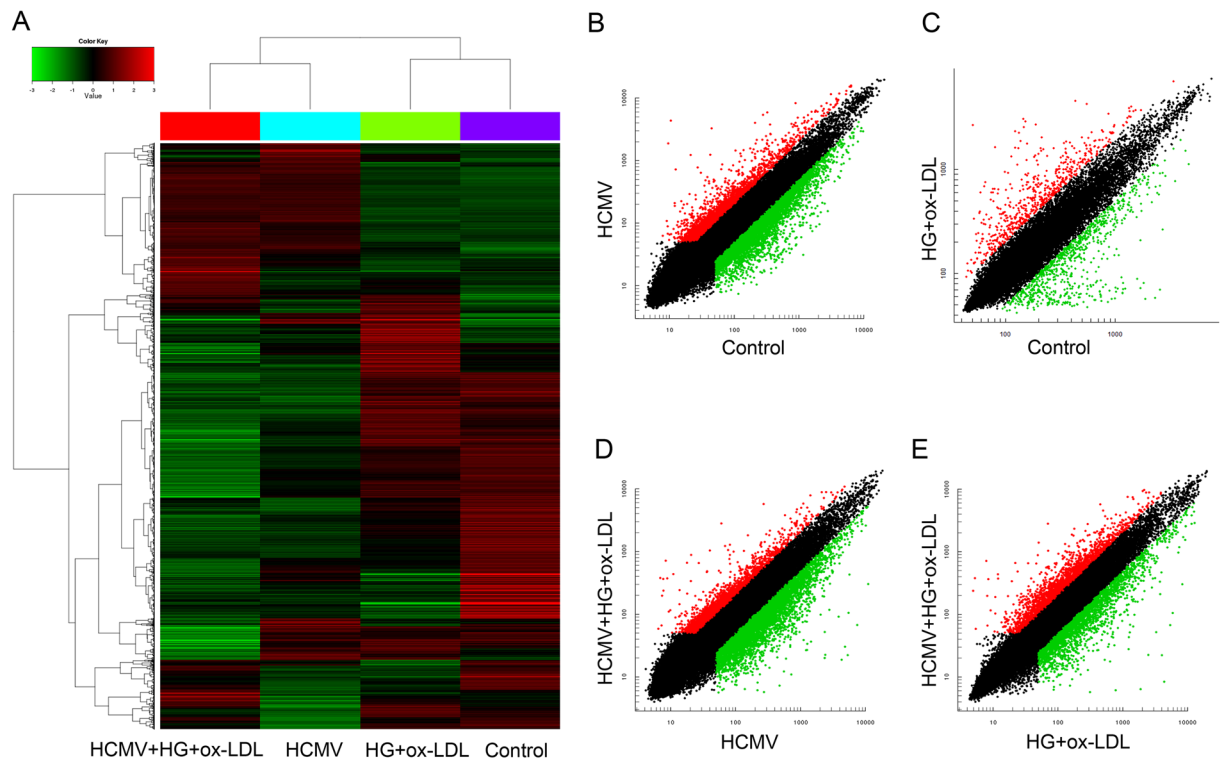 A
Color Key
-3 -2 -1 0 1 2 3
Value
HCMV+HG+ox-LDL HCMV HG+ox-LDL Control
B
HCMV
10 100 1000 10000
10 100 1000 10000
Control
C
HG+ox-LDL
100 1000
100 1000
Control
D
HCMV+HG+ox-LDL
10 100 1000 10000
10 100 1000 10000
HCMV
E
HCMV+HG+ox-LDL
10 100 1000 10000
10 100 1000 10000
HG+ox-LDL